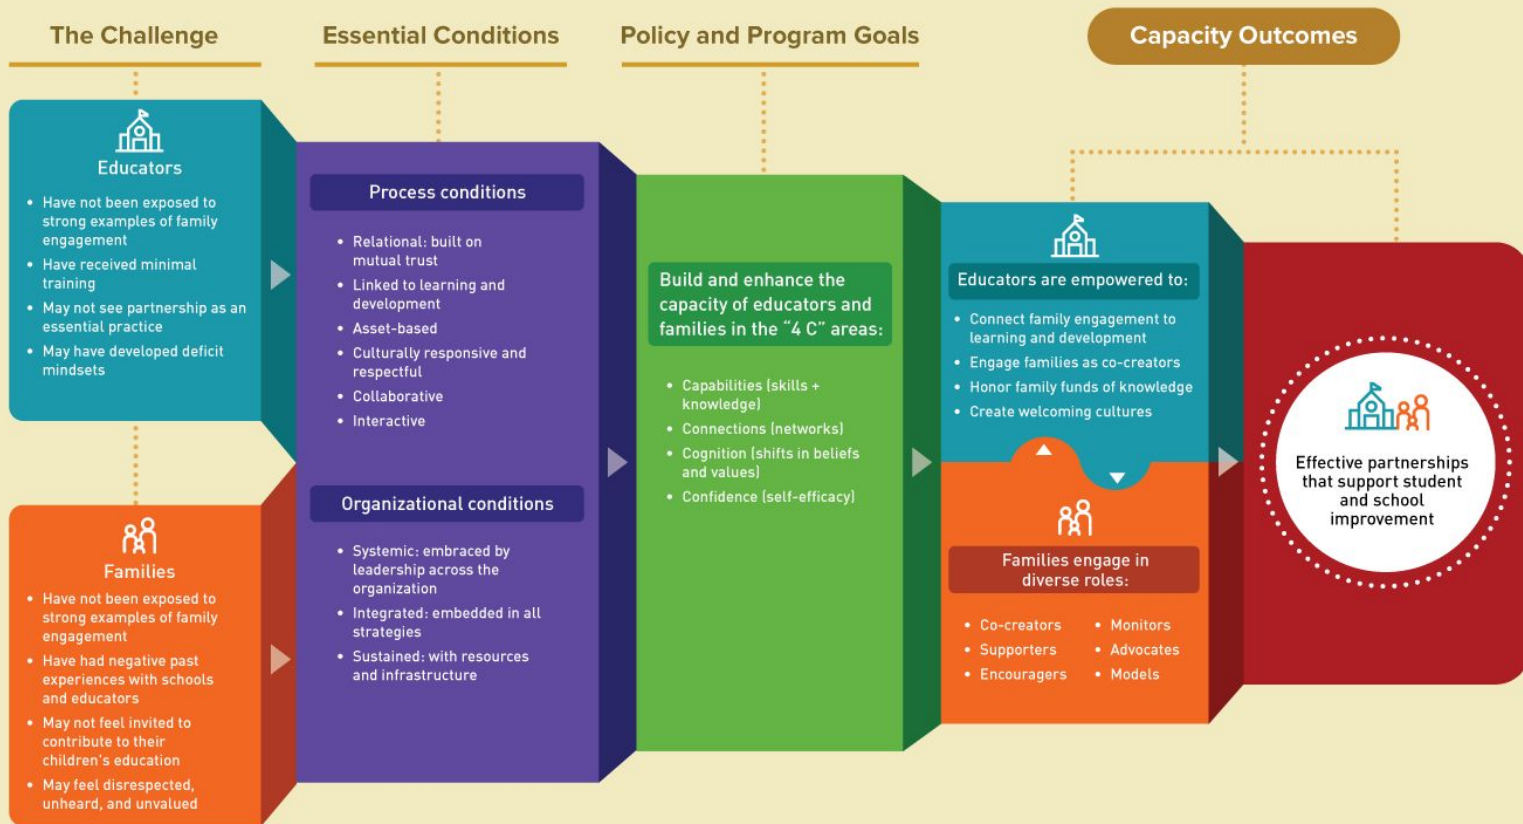 The Challenge
Essential Conditions
Policy and Program Goals
Capacity Outcomes
Educators
• Have not been exposed to
strong examples of family
engagement
• Have received minimal
training
• May not see partnership as an
essential practice
• May have developed deficit
mindsets
Families
• Have not been exposed to
strong examples of family
engagement
• Have had negative past
experiences with schools
and educators
• May not feel invited to
contribute to their
children's education
• May feel disrespected,
unheard, and unvalued
Process conditions
• Relational: built on
mutual trust
• Linked to learning and
development
• Asset-based
• Culturally responsive and
respectful
• Collaborative
• Interactive
Organizational conditions
• Systemic: embraced by
leadership across the
organization
• Integrated: embedded in all
strategies
• Sustained: with resources
and infrastructure
Build and enhance the
capacity of educators and
families in the “4 C” areas:
• Capabilities (skills +
knowledge)
• Connections (networks)
• Cognition (shifts in beliefs
and values)
• Confidence (self-efficacy)
Educators are empowered to:
• Connect family engagement to
learning and development
• Engage families as co-creators
• Honor family funds of knowledge
• Create welcoming cultures
Families engage in
diverse roles:
• Co-creators
• Supporters
• Encouragers
• Monitors
• Advocates
• Models
Effective partnerships
that support student
and school
improvement